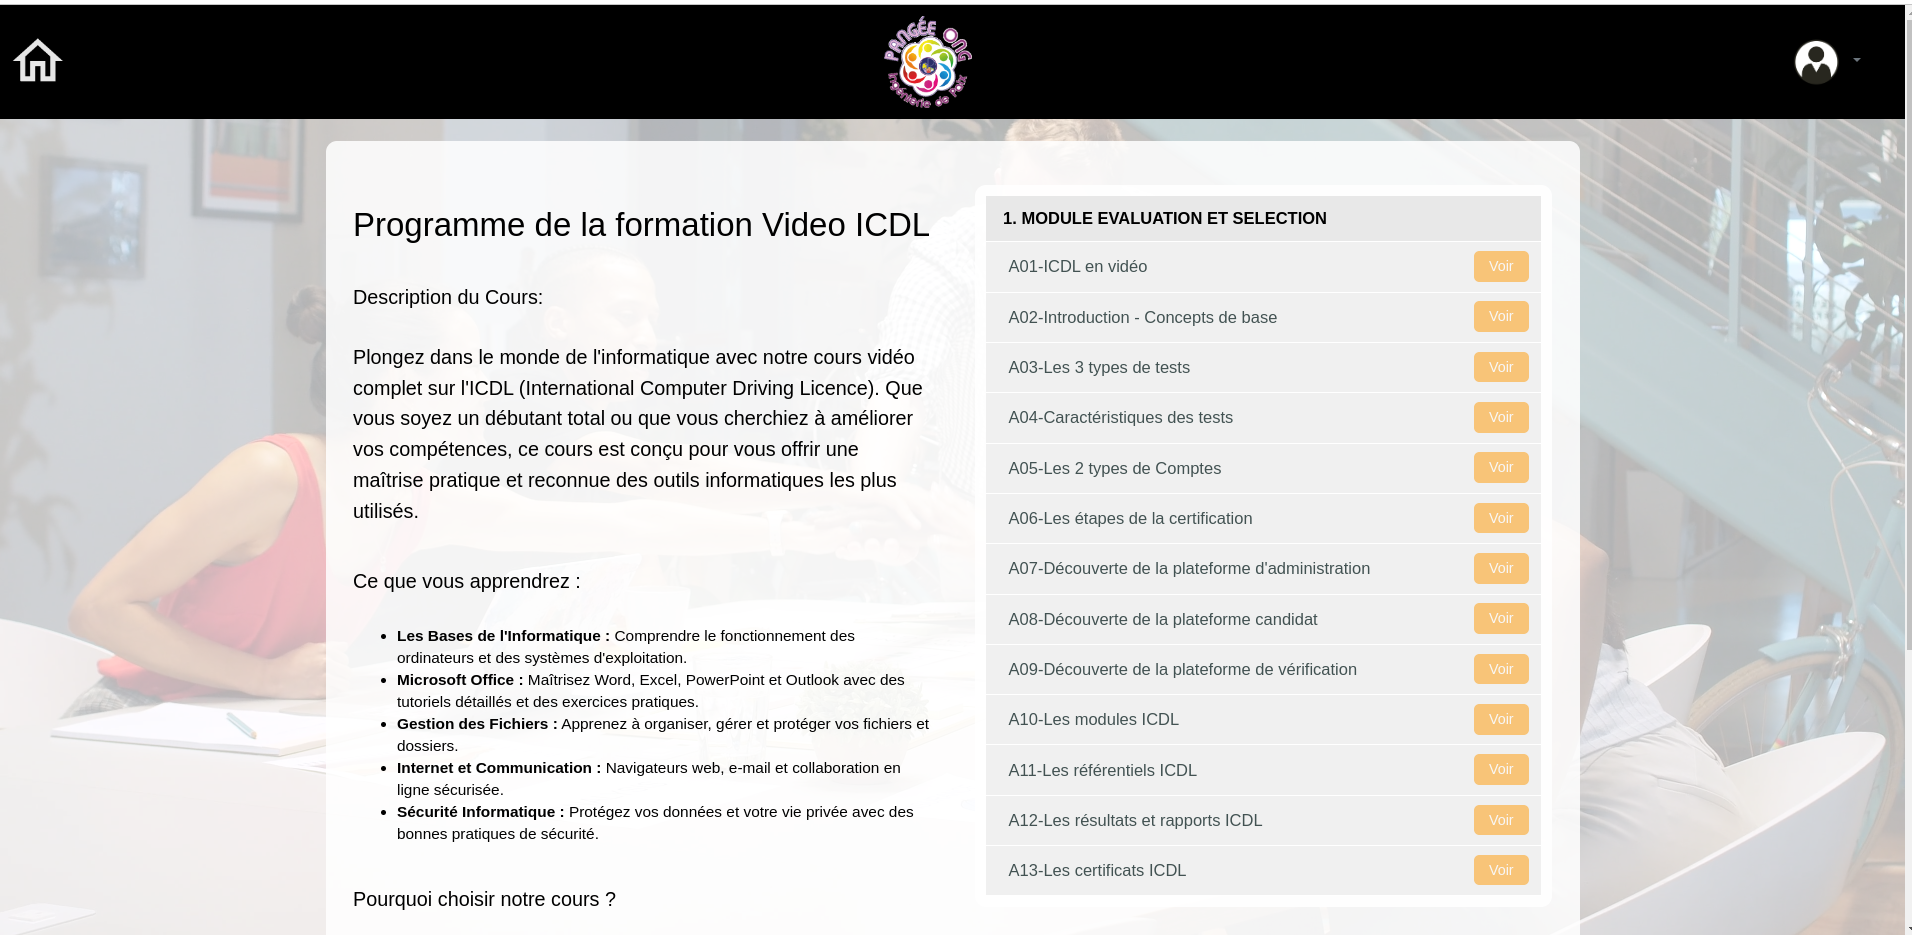 PANGÉE ONG
Ingénierie de Paix
Programme de la formation Video ICDL
Description du Cours:
Plongez dans le monde de l'informatique avec notre cours vidéo
complet sur l'ICDL (International Computer Driving Licence). Que
vous soyez un débutant total ou que vous cherchiez à améliorer
vos compétences, ce cours est conçu pour vous offrir une
maîtrise pratique et reconnue des outils informatiques les plus
utilisés.
Ce que vous apprendrez :
Les Bases de l'Informatique : Comprendre le fonctionnement des
ordinateurs et des systèmes d'exploitation.
Microsoft Office : Maîtrisez Word, Excel, PowerPoint et Outlook avec des
tutoriels détaillés et des exercices pratiques.
Gestion des Fichiers : Apprenez à organiser, gérer et protéger vos fichiers et
dossiers.
Internet et Communication : Navigateurs web, e-mail et collaboration en
ligne sécurisée.
Sécurité Informatique : Protégez vos données et votre vie privée avec des
bonnes pratiques de sécurité.
Pourquoi choisir notre cours ?
1. MODULE EVALUATION ET SELECTION
A01-ICDL en vidéo Voir
A02-Introduction - Concepts de base Voir
A03-Les 3 types de tests Voir
A04-Caractéristiques des tests Voir
A05-Les 2 types de Comptes Voir
A06-Les étapes de la certification Voir
A07-Découverte de la plateforme d'administration Voir
A08-Découverte de la plateforme candidat Voir
A09-Découverte de la plateforme de vérification Voir
A10-Les modules ICDL Voir
A11-Les référentiels ICDL Voir
A12-Les résultats et rapports ICDL Voir
A13-Les certificats ICDL Voir